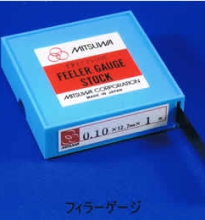 MITSUWA
PRECISION
FEELER GAUGE
STOCK
MITSUWA CORPORATION
MADE IN JAPAN
0.10 × 12.7mm × 1 M
フィラーゲージ